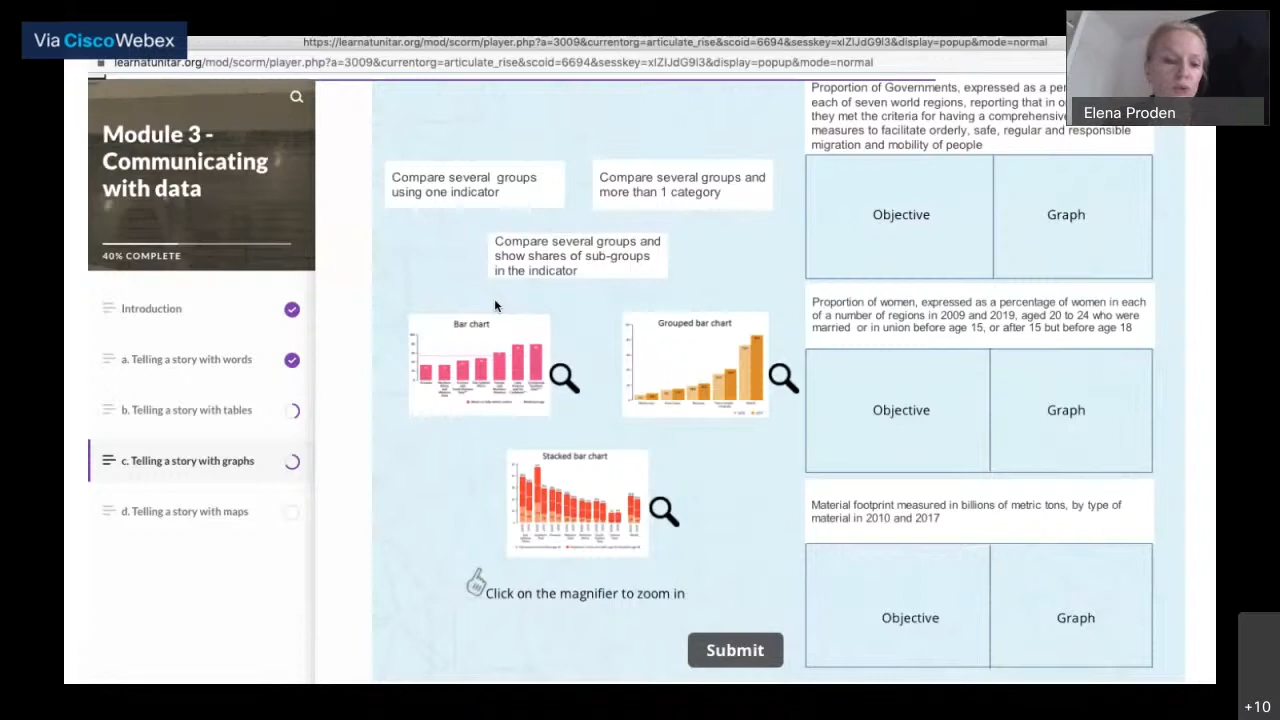 Via Cisco Webex
https://learnatunitar.org/mod/scorm/player.php?a=3009&currentorg=articulate_rise&scoid=6694&sesskey=xIZIJdG9I3&display=popup&mode=normal
learnatunitar.org/mod/scorm/player.php?a=3009&currentorg=articulate_rise&scoid=6694&sesskey=xIZIJdG9I3&display=popup&mode=normal
Elena Proden
Module 3 -
Communicating
with data
40% COMPLETE
Introduction
a. Telling a story with words
b. Telling a story with tables
c. Telling a story with graphs
d. Telling a story with maps
Compare several groups
using one indicator
Compare several groups and
more than 1 category
Compare several groups and
show shares of sub-groups
in the indicator
Bar chart
Grouped bar chart
Stacked bar chart
Click on the magnifier to zoom in
Submit
Proportion of Governments, expressed as a
each of seven world regions, reporting that in
they met the criteria for having a comprehensive
measures to facilitate orderly, safe, regular and responsible
migration and mobility of people
Objective
Graph
Proportion of women, expressed as a percentage of women in each
of a number of regions in 2009 and 2019, aged 20 to 24 who were
married or in union before age 15, or after 15 but before age 18
Objective
Graph
Material footprint measured in billions of metric tons, by type of
material in 2010 and 2017
Objective
Graph
+10